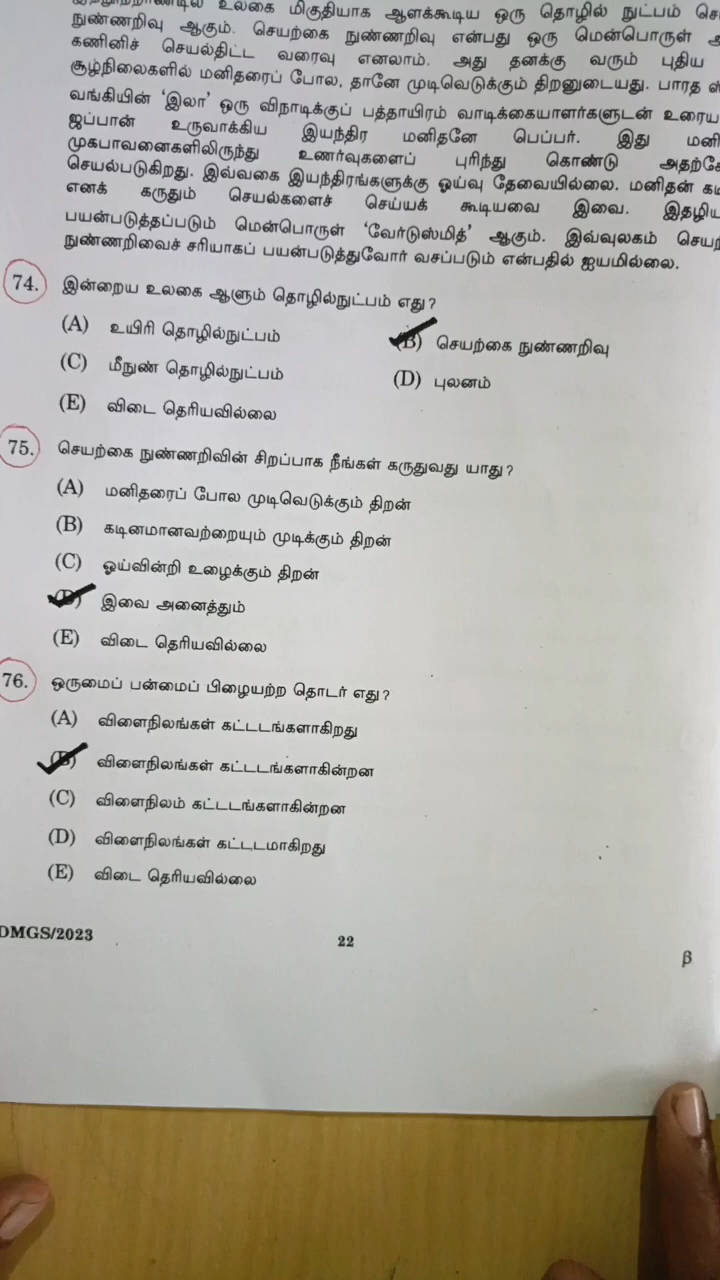 உலகை மிகுதியாக ஆளக்கூடிய ஒரு தொழில் நுட்பம்
நுண்ணறிவு ஆகும். செயற்கை நுண்ணறிவு என்பது ஒரு மென்பொருள்
கணினிச் செயல்திட்ட வரைவு எனலாம். அது தனக்கு வரும் புதிய
சூழ்நிலைகளில் மனிதரைப் போல, தானே முடிவெடுக்கும் திறனுடையது. பாரத
வங்கியின் 'இலா' ஒரு விநாடிக்குப் பத்தாயிரம் வாடிக்கையாளர்களுடன்
ஜப்பான் உருவாக்கிய இயந்திர மனிதனே பெப்பர். இது
முகபாவனைகளிலிருந்து உணர்வுகளைப் புரிந்து கொண்டு
செயல்படுகிறது. இவ்வகை இயந்திரங்களுக்கு ஓய்வு தேவையில்லை. மனிதன்
எனக் கருதும் செயல்களைச் செய்யக் கூடியவை இவை.
பயன்படுத்தப்படும் மென்பொருள் 'வேர்டுஸ்மித்' ஆகும். இவ்வுலகம்
நுண்ணறிவைச் சரியாகப் பயன்படுத்துவோர் வசப்படும் என்பதில் ஐயமில்லை.
74. இன்றைய உலகை ஆளும் தொழில்நுட்பம் எது?
(A) உயிரி தொழில்நுட்பம் (B) செயற்கை நுண்ணறிவு
(C) மீநுண் தொழில்நுட்பம் (D) புலனம்
(E) விடை தெரியவில்லை
75. செயற்கை நுண்ணறிவின் சிறப்பாக நீங்கள் கருதுவது யாது?
(A) மனிதரைப் போல முடிவெடுக்கும் திறன்
(B) கடினமானவற்றையும் முடிக்கும் திறன்
(C) ஓய்வின்றி உழைக்கும் திறன்
(D) இவை அனைத்தும்
(E) விடை தெரியவில்லை
76. ஒருமைப் பன்மைப் பிழையற்ற தொடர் எது?
(A) விளைநிலங்கள் கட்டடங்களாகிறது
(B) விளைநிலங்கள் கட்டடங்களாகின்றன
(C) விளைநிலம் கட்டடங்களாகின்றன
(D) விளைநிலங்கள் கட்டடமாகிறது
(E) விடை தெரியவில்லை
DMGS/2023 22
β